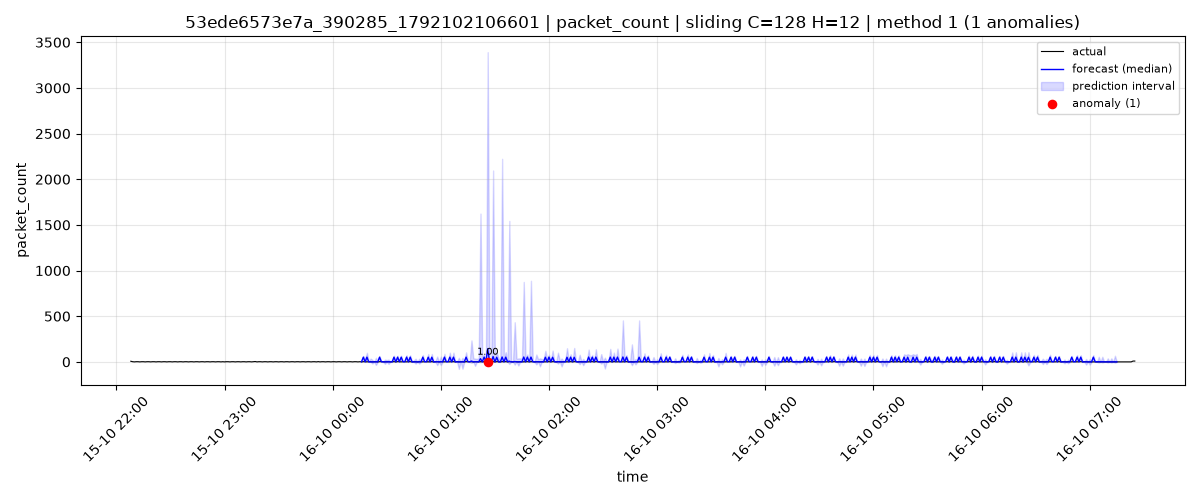 53ede6573e7a_390285_1792102106601 | packet_count | sliding C=128 H=12 | method 1 (1 anomalies)
actual
forecast (median)
prediction interval
anomaly (1)
packet_count
3500
3000
2500
2000
1500
1000
500
0
1.00
15-10 22:00
15-10 23:00
16-10 00:00
16-10 01:00
16-10 02:00
16-10 03:00
16-10 04:00
16-10 05:00
16-10 06:00
16-10 07:00
time